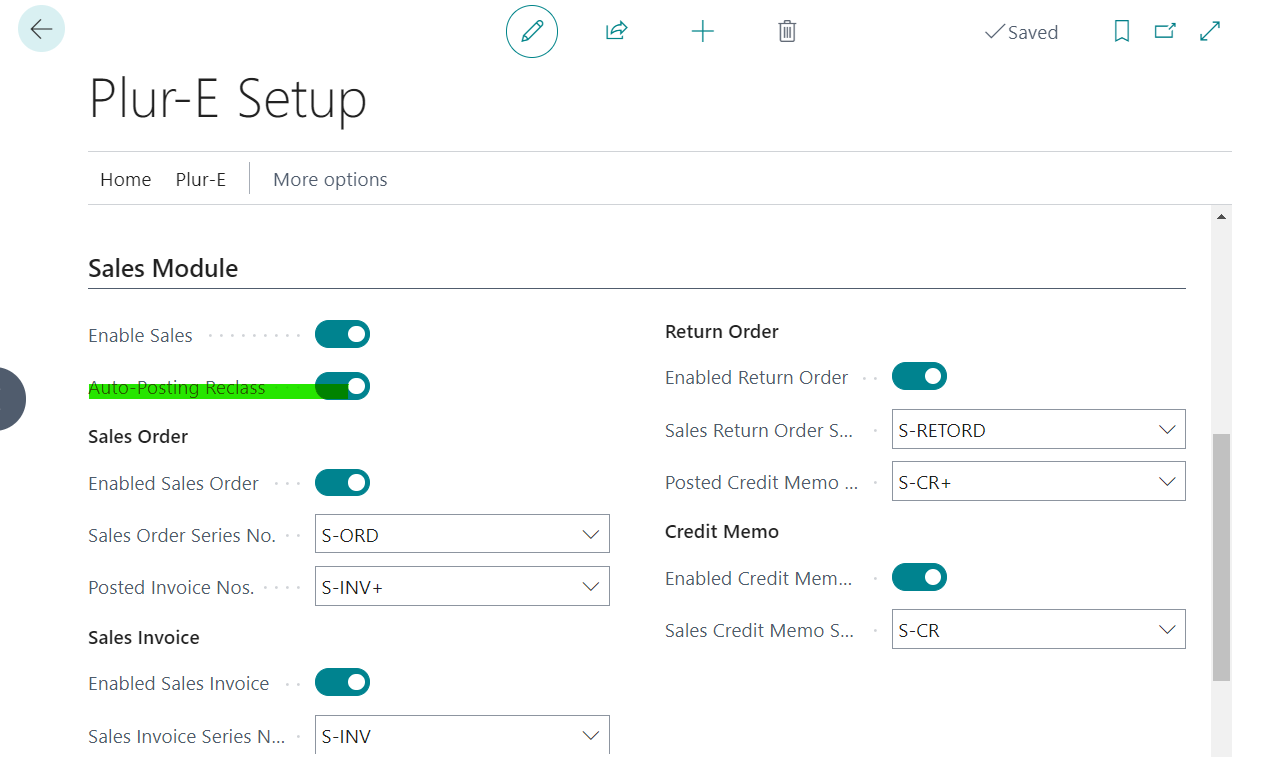 Saved
Plur-E Setup
Home Plur-E More options
Sales Module
Enable Sales
Auto-Posting Reclass
Sales Order
Enabled Sales Order
Sales Order Series No. S-ORD
Posted Invoice Nos. S-INV+
Sales Invoice
Enabled Sales Invoice
Sales Invoice Series N... S-INV
Return Order
Enabled Return Order
Sales Return Order S... S-RETORD
Posted Credit Memo ... S-CR+
Credit Memo
Enabled Credit Mem...
Sales Credit Memo S... S-CR